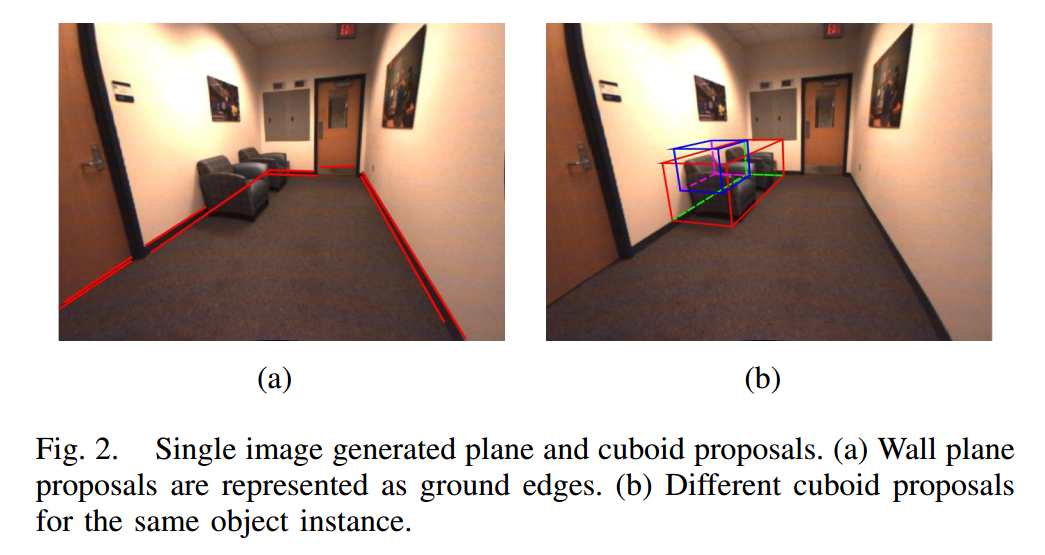 (a)
(b)
Fig. 2. Single image generated plane and cuboid proposals. (a) Wall plane
proposals are represented as ground edges. (b) Different cuboid proposals
for the same object instance.